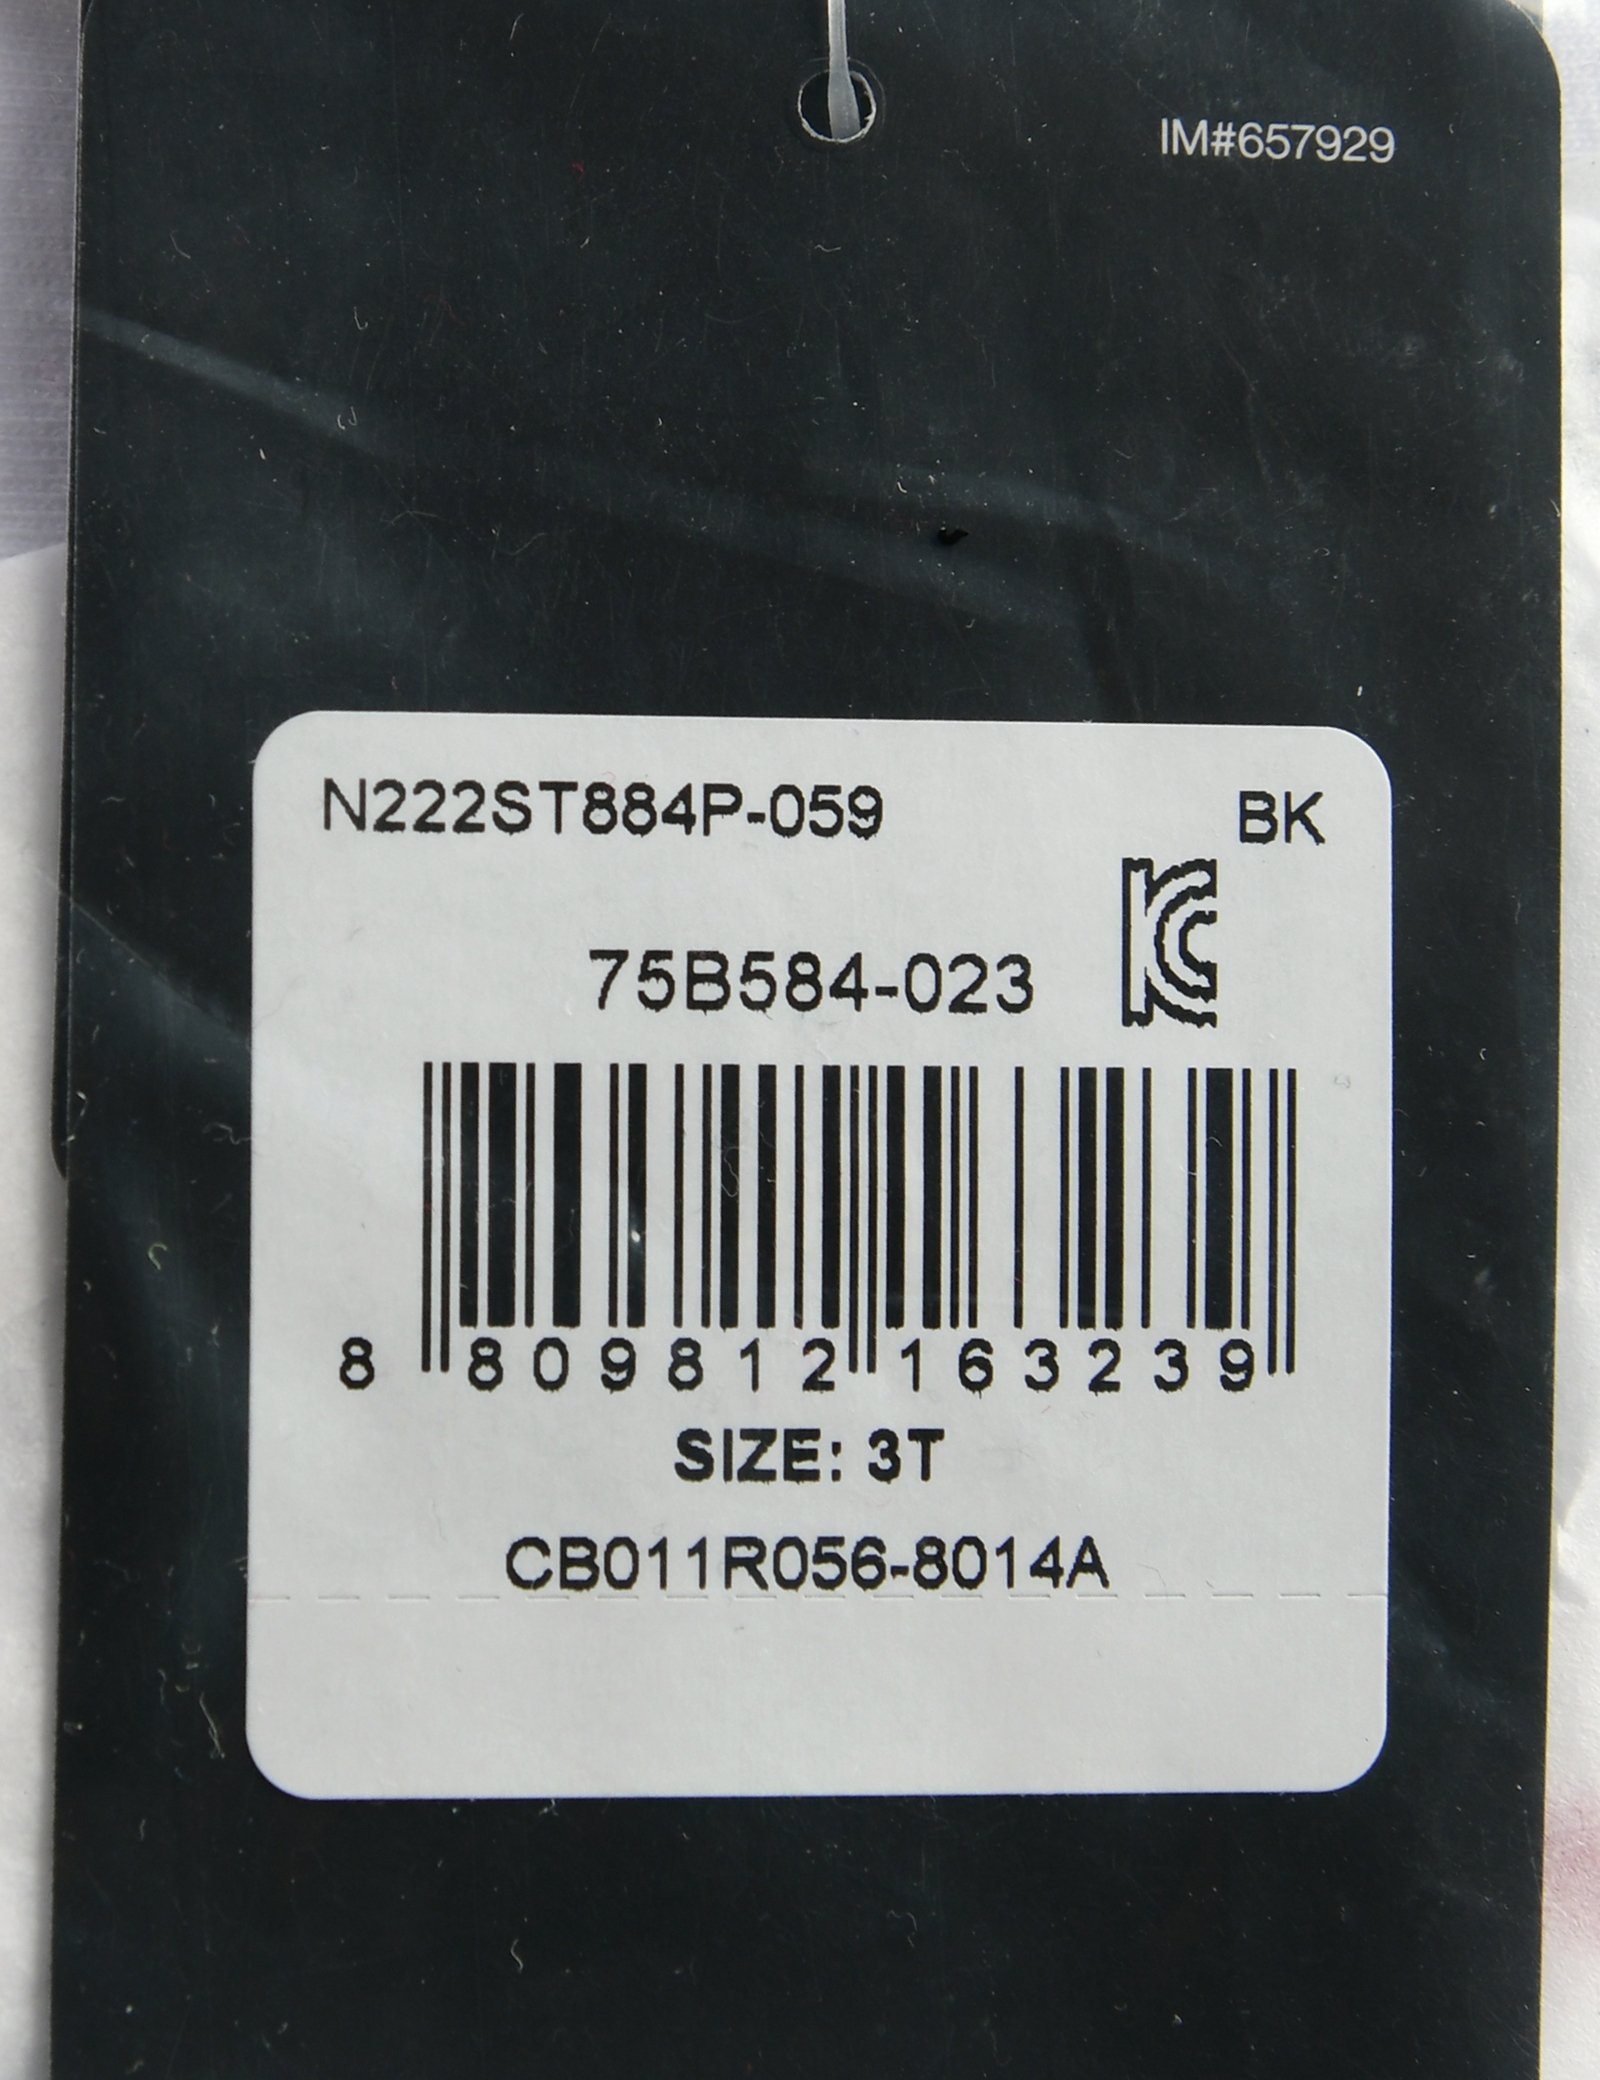 IM#657929
N222ST884P-059 BK
75B584-023
8 809812 163239
SIZE: 3T
CB011R056-8014A